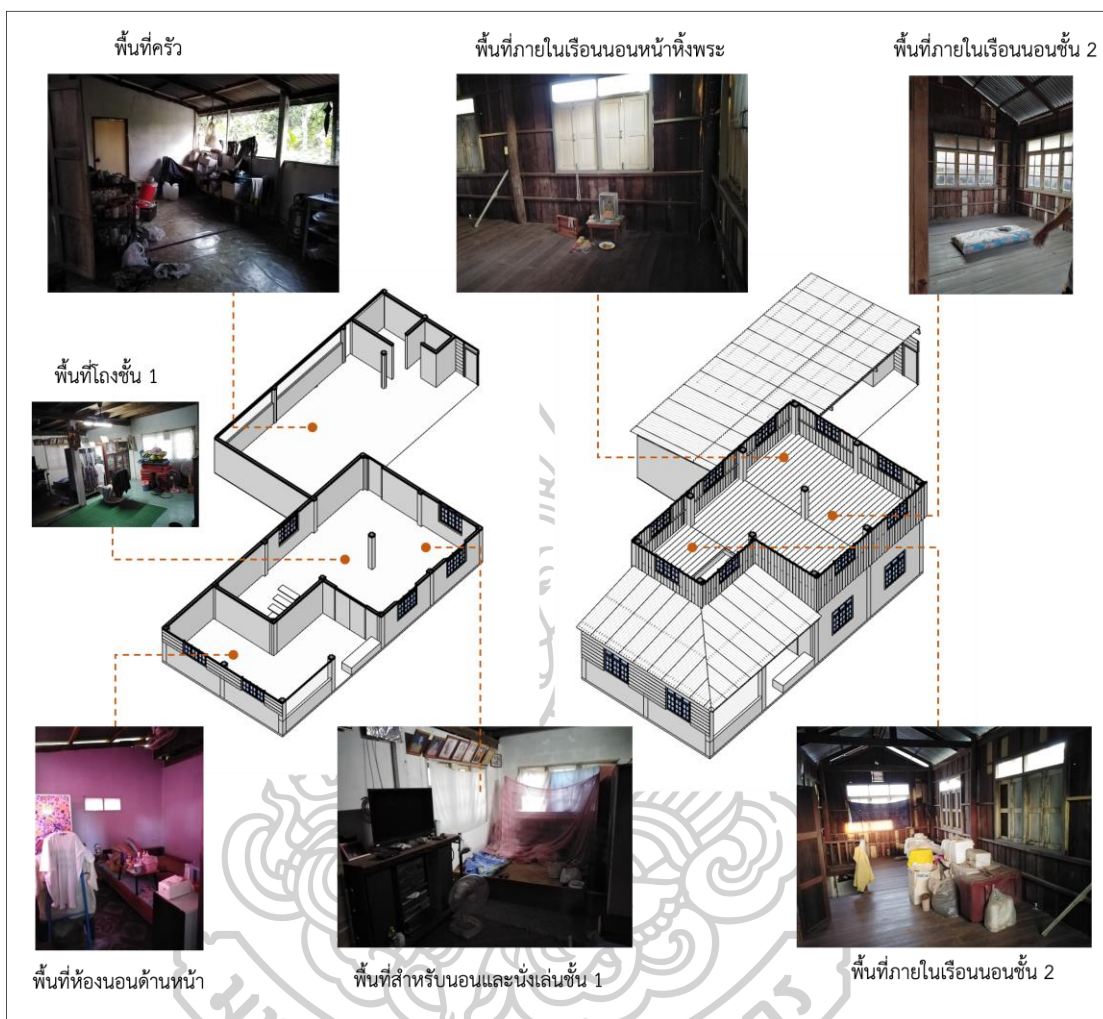 พื้นที่ครัว
พื้นที่ภายในเรือนนอนหน้าหิ้งพระ
พื้นที่ภายในเรือนนอนชั้น 2
พื้นที่โถงชั้น 1
พื้นที่ห้องนอนด้านหน้า
พื้นที่สำหรับนอนและนั่งเล่นชั้น 1
พื้นที่ภายในเรือนนอนชั้น 2